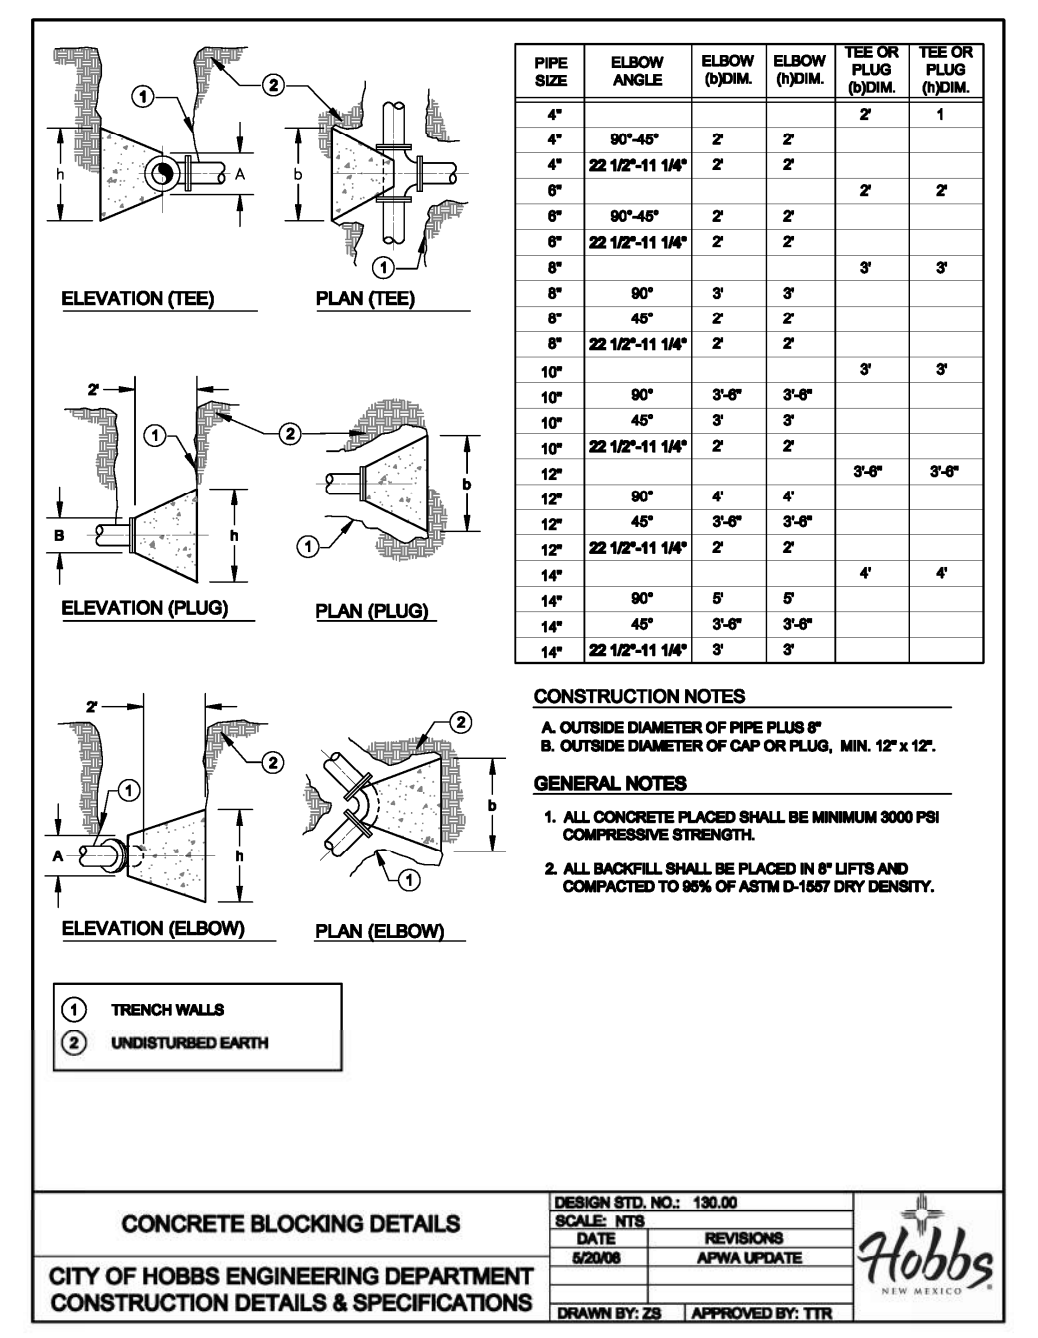 2
1
h
A
ELEVATION (TEE)
b
1
PLAN (TEE)
2'
1
2
B
h
ELEVATION (PLUG)
b
1
PLAN (PLUG)
2'
2
1
A
h
ELEVATION (ELBOW)
2
b
1
PLAN (ELBOW)
1 TRENCH WALLS
2 UNDISTURBED EARTH
PIPE SIZE ELBOW ANGLE ELBOW (b)DIM. ELBOW (h)DIM. TEE OR PLUG (b)DIM. TEE OR PLUG (h)DIM.
4" 2' 1
4" 90°-45° 2' 2'
4" 22 1/2°-11 1/4° 2' 2'
6" 2' 2'
6" 90°-45° 2' 2'
6" 22 1/2°-11 1/4° 2' 2'
8" 3' 3'
8" 90° 3' 3'
8" 45° 2' 2'
8" 22 1/2°-11 1/4° 2' 2'
10" 3' 3'
10" 90° 3'-6" 3'-6"
10" 45° 3' 3'
10" 22 1/2°-11 1/4° 2' 2'
12" 3'-6" 3'-6"
12" 90° 4' 4'
12" 45° 3'-6" 3'-6"
12" 22 1/2°-11 1/4° 2' 2'
14" 4' 4'
14" 90° 5' 5'
14" 45° 3'-6" 3'-6"
14" 22 1/2°-11 1/4° 3' 3'
CONSTRUCTION NOTES
A. OUTSIDE DIAMETER OF PIPE PLUS 8"
B. OUTSIDE DIAMETER OF CAP OR PLUG, MIN. 12" x 12".
GENERAL NOTES
1. ALL CONCRETE PLACED SHALL BE MINIMUM 3000 PSI
COMPRESSIVE STRENGTH.
2. ALL BACKFILL SHALL BE PLACED IN 8" LIFTS AND
COMPACTED TO 95% OF ASTM D-1557 DRY DENSITY.
CONCRETE BLOCKING DETAILS
CITY OF HOBBS ENGINEERING DEPARTMENT
CONSTRUCTION DETAILS & SPECIFICATIONS
DESIGN STD. NO.: 130.00
SCALE: NTS
DATE REVISIONS
5/20/06 APWA UPDATE
DRAWN BY: ZS APPROVED BY: TTR
Hobbs
NEW MEXICO